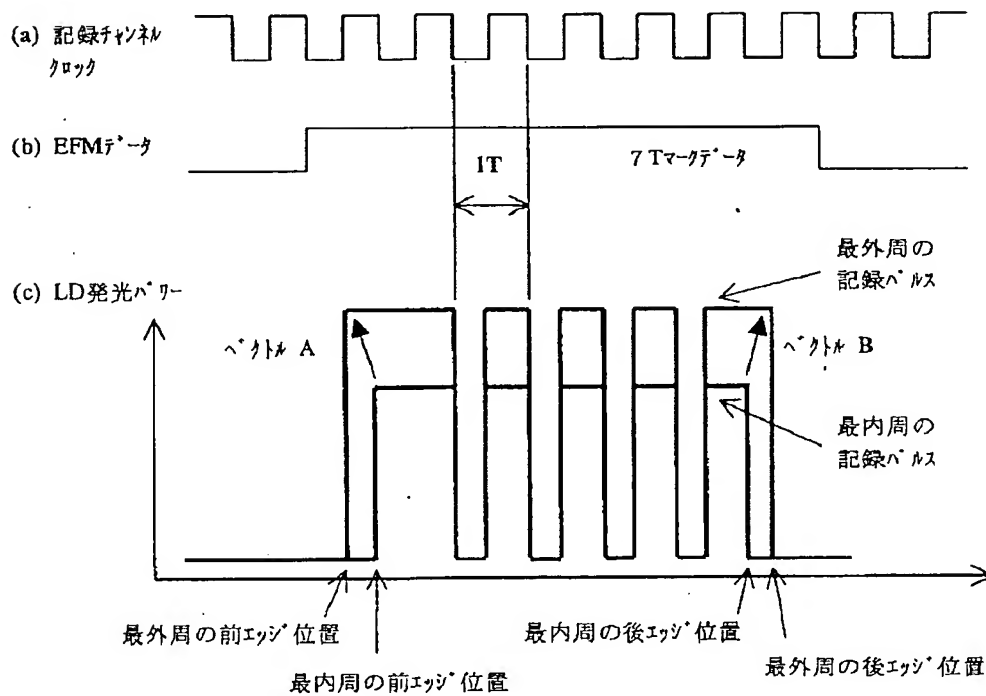 (a) 記録チャンネル
クロック
(b) EFMデータ
7Tマークデータ
1T
最外周の
記録パルス
(c) LD発光パワー
ベクトル A
ベクトル B
最内周の
記録パルス
最外周の前エッジ位置
最内周の後エッジ位置
最内周の前エッジ位置
最外周の後エッジ位置